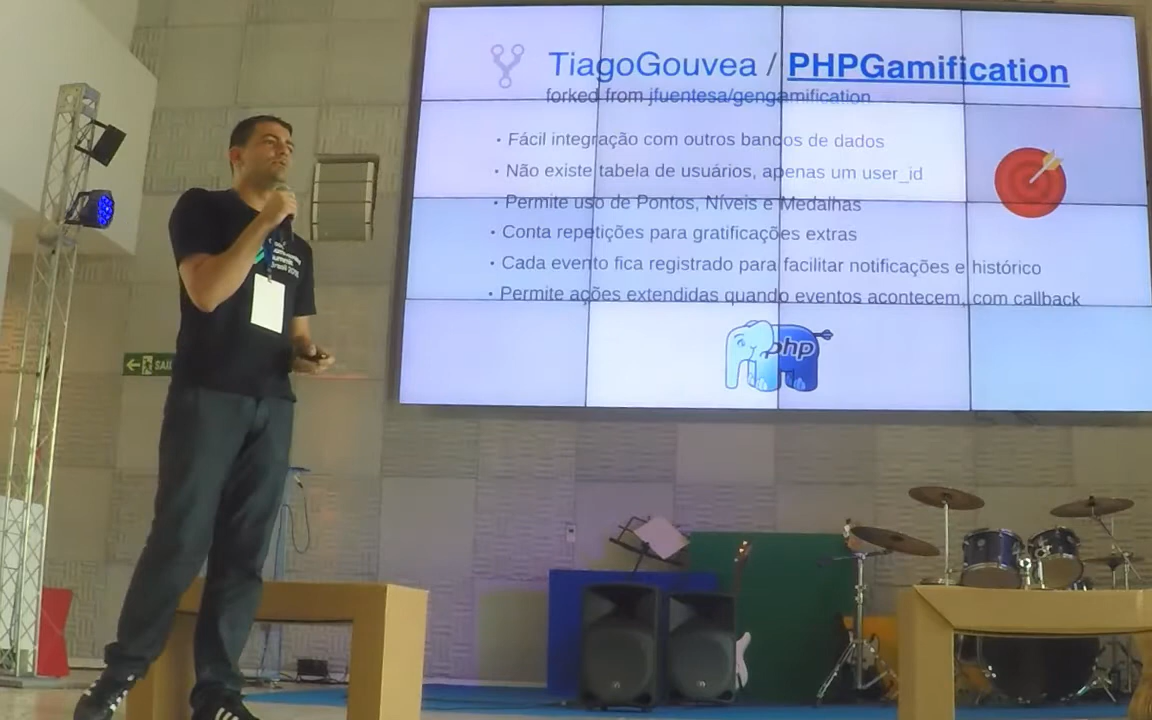 TiagoGouvea / PHPGamification
forked from jfuentesa/gengamification
• Fácil integração com outros bancos de dados
• Não existe tabela de usuários, apenas um user_id
• Permite uso de Pontos, Níveis e Medalhas
• Conta repetições para gratificações extras
• Cada evento fica registrado para facilitar notificações e histórico
• Permite ações extendidas quando eventos acontecem, com callback
php